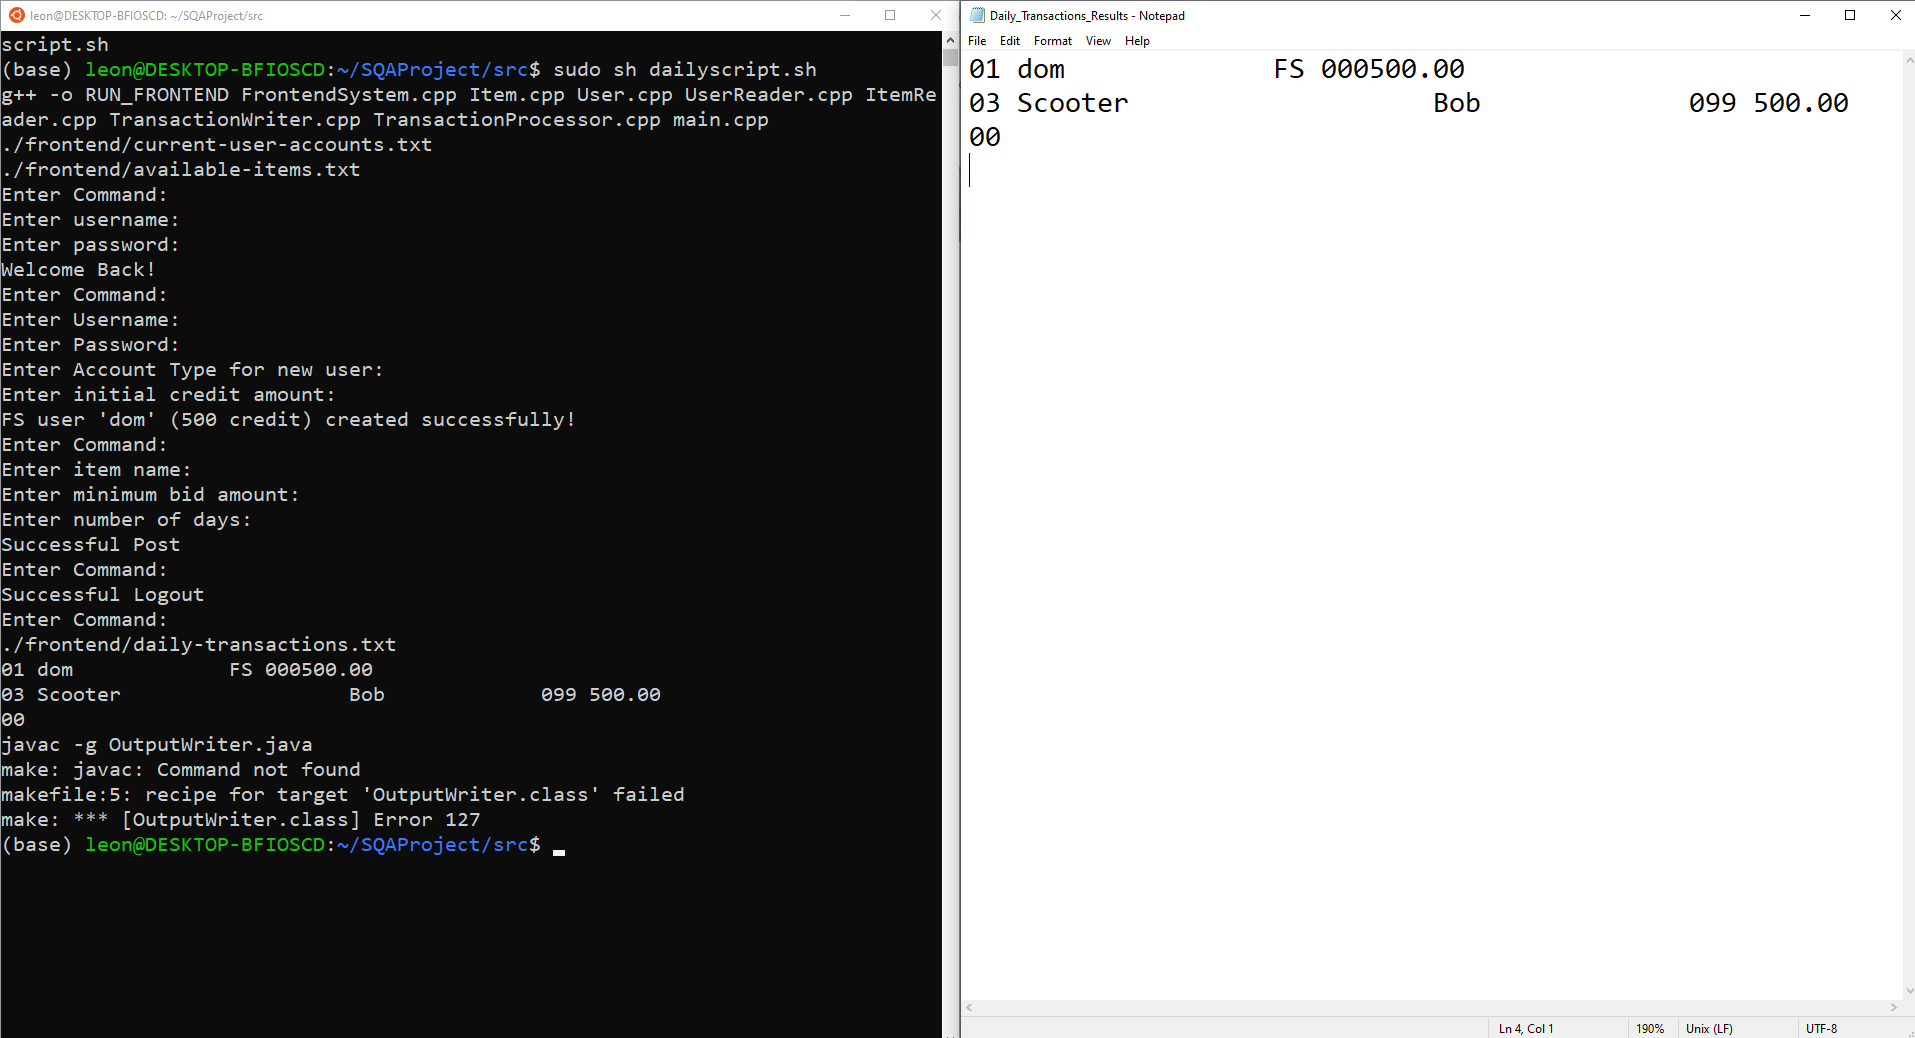 leon@DESKTOP-BFIOSCD: ~/SQAProject/src
script.sh
(base) leon@DESKTOP-BFIOSCD:~/SQAProject/src$ sudo sh dailyscript.sh
g++ -o RUN_FRONTEND FrontendSystem.cpp Item.cpp User.cpp UserReader.cpp ItemRe
ader.cpp TransactionWriter.cpp TransactionProcessor.cpp main.cpp
./frontend/current-user-accounts.txt
./frontend/available-items.txt
Enter Command:
Enter username:
Enter password:
Welcome Back!
Enter Command:
Enter Username:
Enter Password:
Enter Account Type for new user:
Enter initial credit amount:
FS user 'dom' (500 credit) created successfully!
Enter Command:
Enter item name:
Enter minimum bid amount:
Enter number of days:
Successful Post
Enter Command:
Successful Logout
Enter Command:
./frontend/daily-transactions.txt
01 dom             FS 000500.00
03 Scooter                   Bob             099 500.00
00
javac -g OutputWriter.java
make: javac: Command not found
makefile:5: recipe for target 'OutputWriter.class' failed
make: *** [OutputWriter.class] Error 127
(base) leon@DESKTOP-BFIOSCD:~/SQAProject/src$
Daily_Transactions_Results - Notepad
File Edit Format View Help
01 dom             FS 000500.00
03 Scooter                   Bob             099 500.00
00
Ln 4, Col 1 190% Unix (LF) UTF-8